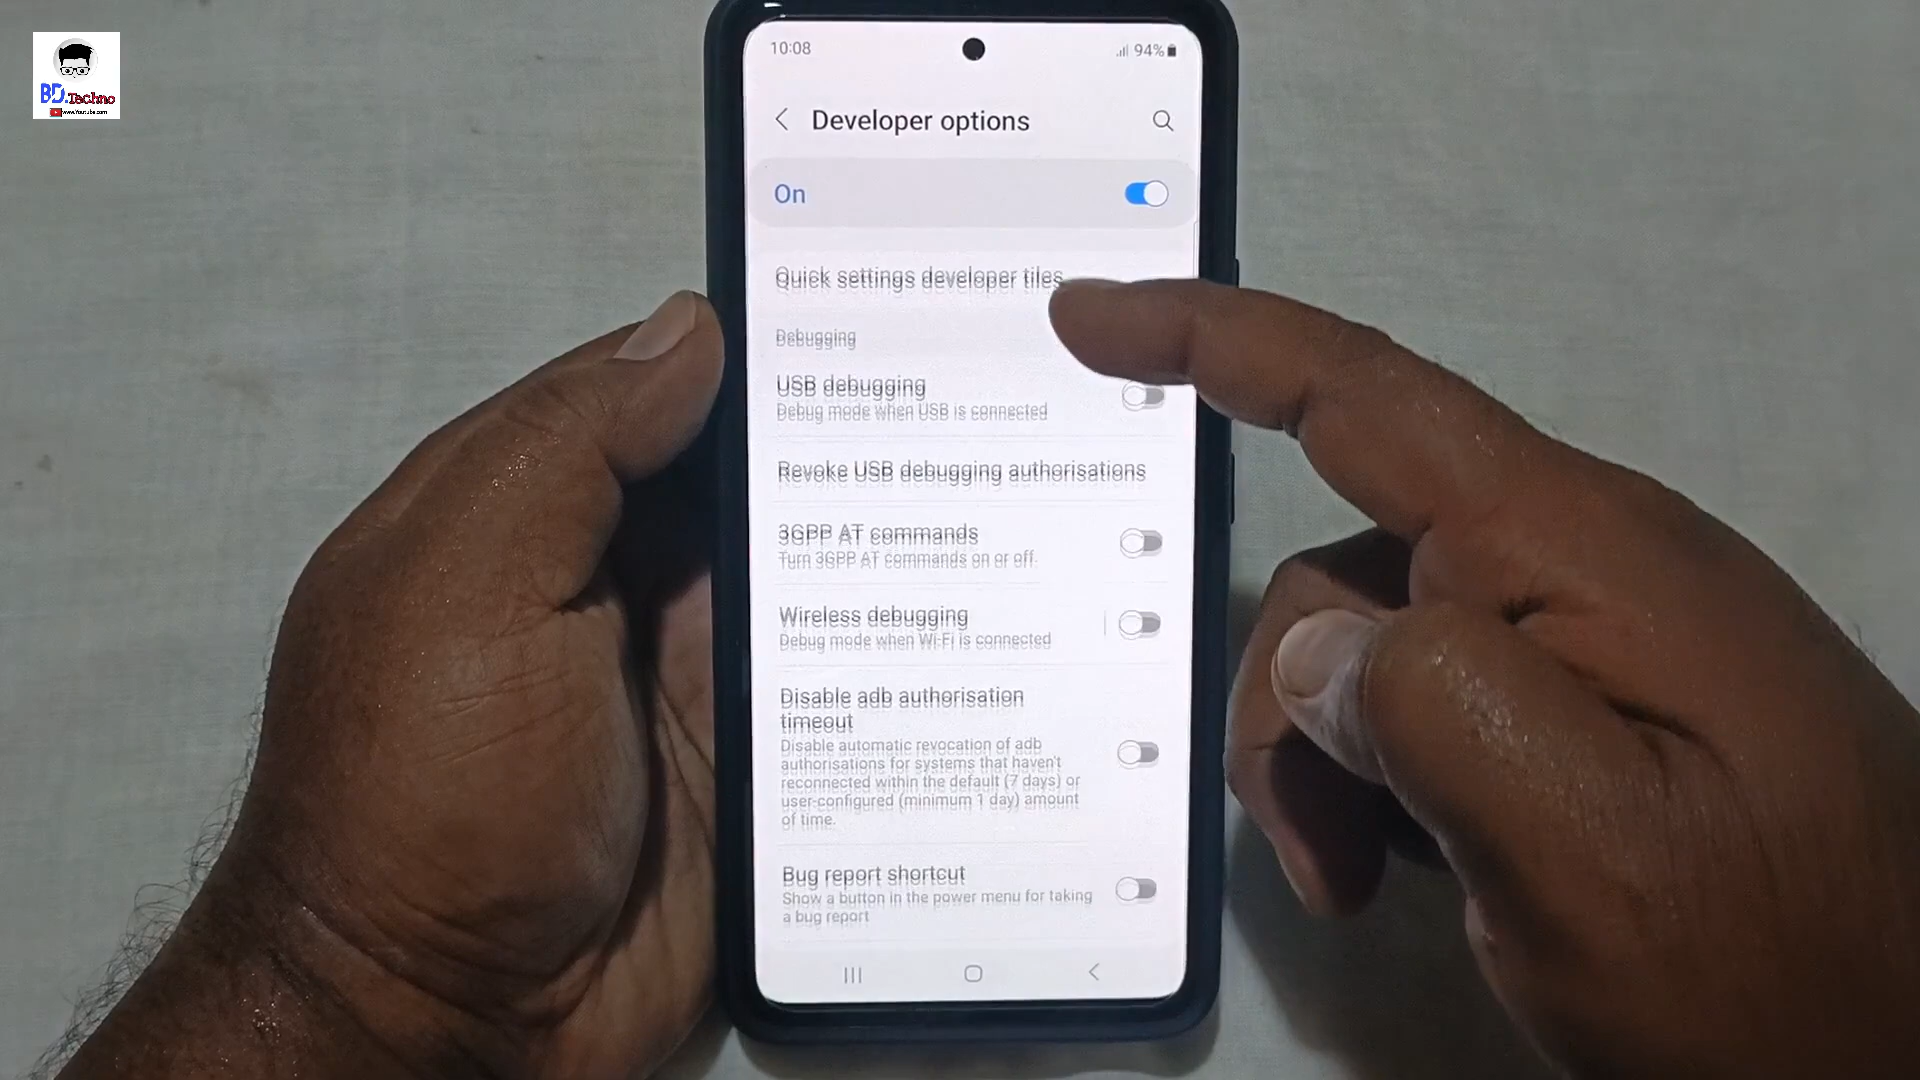 BD.Techno
www.Youtube.com
10:08
94%
Developer options
On
Quick settings developer tiles
Debugging
USB debugging
Debug mode when USB is connected
Revoke USB debugging authorisations
3GPP AT commands
Turn 3GPP AT commands on or off.
Wireless debugging
Debug mode when Wi-Fi is connected
Disable adb authorisation
timeout
Disable automatic revocation of adb
authorisations for systems that haven't
reconnected within the default (7 days) or
user-configured (minimum 1 day) amount
of time.
Bug report shortcut
Show a button in the power menu for taking
a bug report